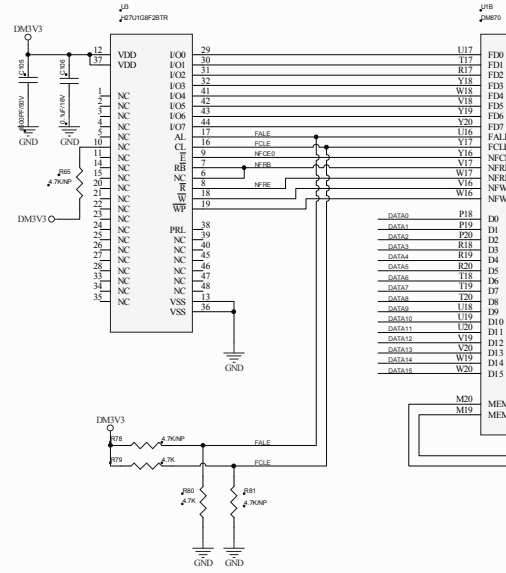 U3
H27U1G8F2BTR
U1B
DM870
DM3V3
12 VDD I/O0 29 U17 FD0
37 VDD I/O1 30 T17 FD1
I/O2 31 R17 FD2
I/O3 32 Y18 FD3
1 NC I/O4 41 W18 FD4
2 NC I/O5 42 V18 FD5
3 NC I/O6 43 Y19 FD6
4 NC I/O7 44 Y20 FD7
5 NC AL 17 FALE U16
10 NC CL 16 FCLE Y17
11 NC E 9 NFCE0 Y16
14 NC RB 7 NFRB V17
15 NC NC 6 W17
20 NC R 8 NFRE V16
21 NC W 18 W16
22 NC WP 19
23 NC
24 NC PRL 38
25 NC NC 39
26 NC NC 40
27 NC NC 45
28 NC NC 46
33 NC NC 47
34 NC NC 48
35 NC VSS 13
VSS 36
C105
C106
GND
GND
R65
4.7K/NP
DM3V3
GND
DATA0 P18 D0
DATA1 P19 D1
DATA2 P20 D2
DATA3 R18 D3
DATA4 R19 D4
DATA5 R20 D5
DATA6 T18 D6
DATA7 T19 D7
DATA8 T20 D8
DATA9 U18 D9
DATA10 U19 D10
DATA11 U20 D11
DATA12 V19 D12
DATA13 V20 D13
DATA14 W19 D14
DATA15 W20 D15
M20
M19
DM3V3
R78 4.7K/NP FALE
R79 4.7K FCLE
R80 R81
4.7K 4.7K/NP
GND GND